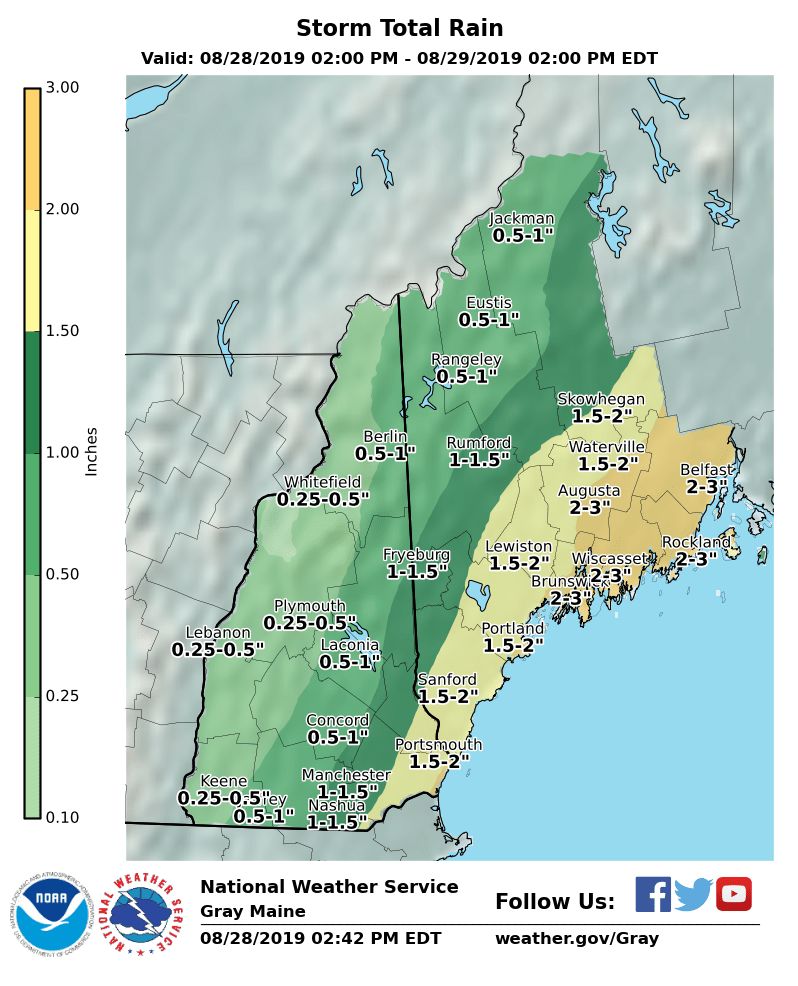 Storm Total Rain
Valid: 08/28/2019 02:00 PM - 08/29/2019 02:00 PM EDT
3.00
2.00
1.50
1.00
0.50
0.25
0.10
Inches
Jackman
0.5-1"
Eustis
0.5-1"
Rangeley
0.5-1"
Skowhegan
1.5-2"
Berlin
0.5-1"
Rumford
1-1.5"
Waterville
1.5-2"
Belfast
2-3"
Whitefield
0.25-0.5"
Augusta
2-3"
Fryeburg
1-1.5"
Lewiston
1.5-2"
Rockland
2-3"
Wiscasset
2-3"
Brunswick
2-3"
Plymouth
0.25-0.5"
Lebanon
0.25-0.5"
Laconia
0.5-1"
Portland
1.5-2"
Sanford
1.5-2"
Concord
0.5-1"
Portsmouth
1.5-2"
Keene
0.25-0.5"
0.5-1"
Manchester
1-1.5"
Nashua
1-1.5"
NOAA
NATIONAL OCEANIC AND ATMOSPHERIC ADMINISTRATION
U.S. DEPARTMENT OF COMMERCE
NATIONAL WEATHER SERVICE
National Weather Service
Gray Maine
08/28/2019 02:42 PM EDT
Follow Us:
weather.gov/Gray